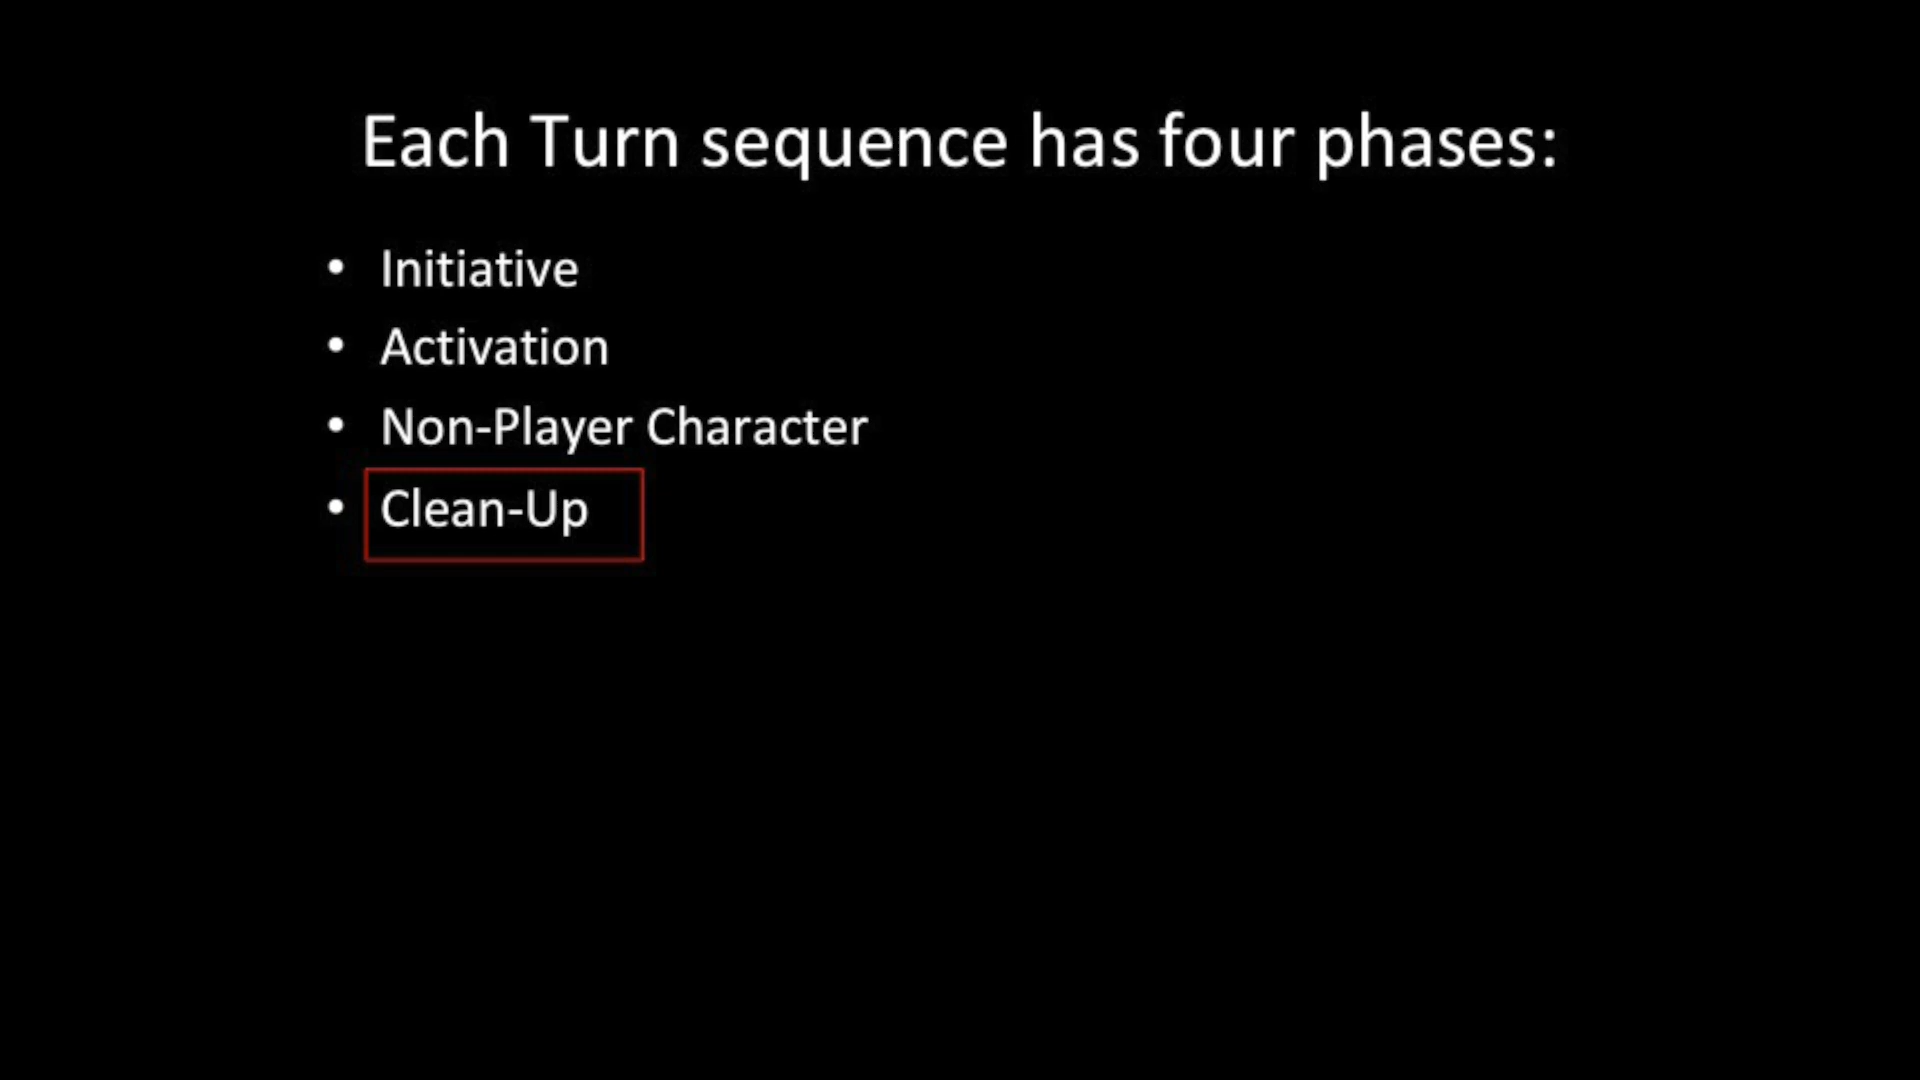 Each Turn sequence has four phases:
• Initiative
• Activation
• Non-Player Character
• Clean-Up